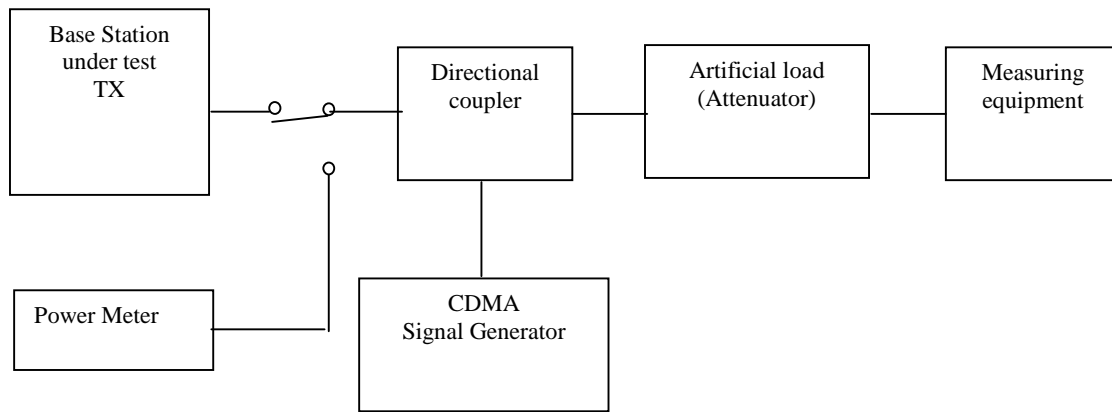 Base Station
under test
TX
Directional
coupler
Artificial load
(Attenuator)
Measuring
equipment
Power Meter
CDMA
Signal Generator